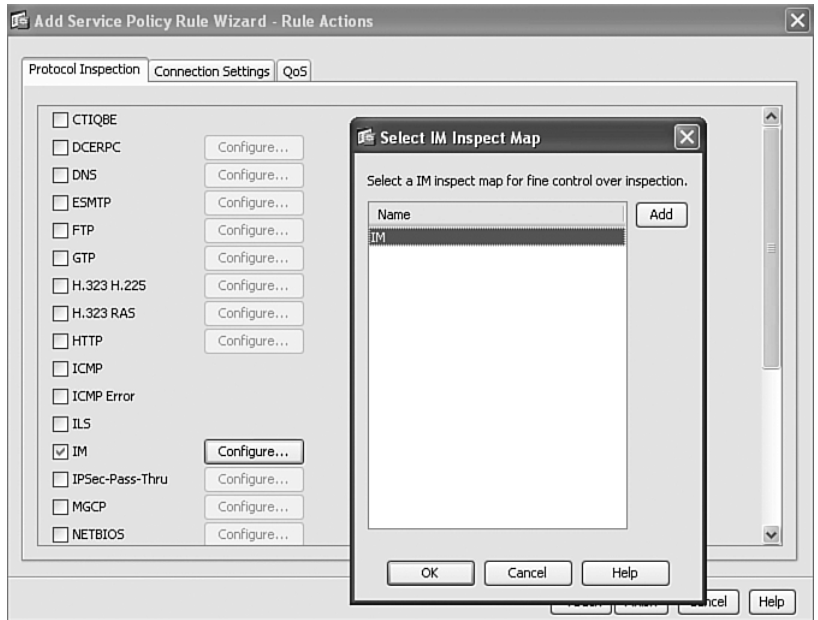 Add Service Policy Rule Wizard - Rule Actions
Protocol Inspection Connection Settings QoS
CTIQBE
DCERPC Configure...
DNS Configure...
ESMTP Configure...
FTP Configure...
GTP Configure...
H.323 H.225 Configure...
H.323 RAS Configure...
HTTP Configure...
ICMP
ICMP Error
ILS
IM Configure...
IPSec-Pass-Thru Configure...
MGCP Configure...
NETBIOS Configure...
Select IM Inspect Map
Select a IM inspect map for fine control over inspection.
Name Add
IM
OK Cancel Help
Help